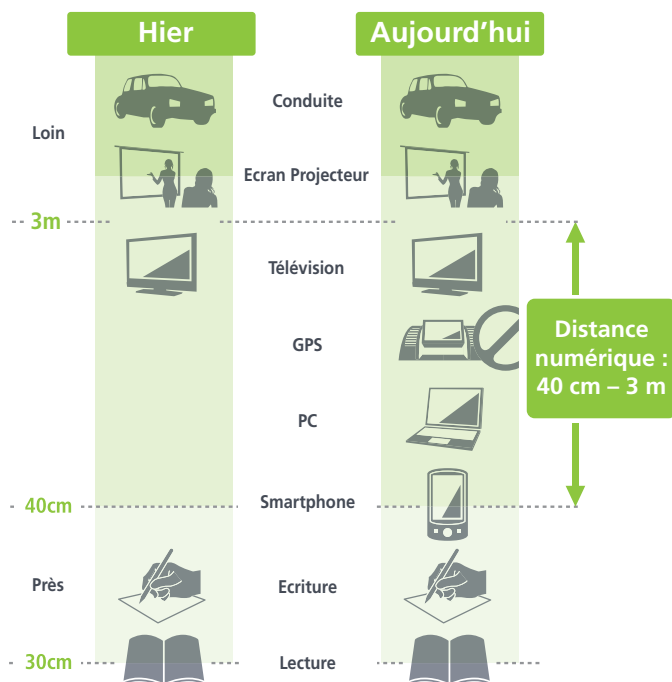 Hier
Aujourd'hui
Conduite
Loin
Ecran Projecteur
3m
Télévision
GPS
Distance
numérique :
40 cm – 3 m
PC
Smartphone
40cm
Près
Ecriture
30cm
Lecture